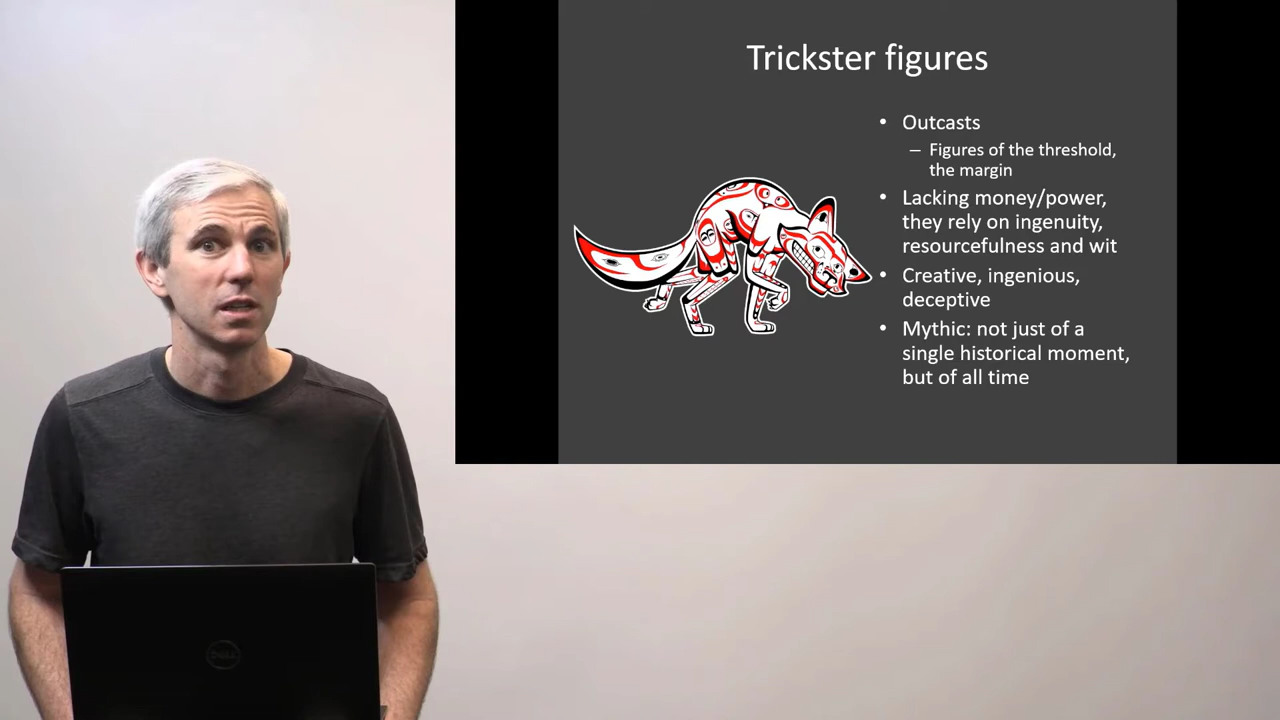 Trickster figures
• Outcasts
– Figures of the threshold,
the margin
• Lacking money/power,
they rely on ingenuity,
resourcefulness and wit
• Creative, ingenious,
deceptive
• Mythic: not just of a
single historical moment,
but of all time
DELL